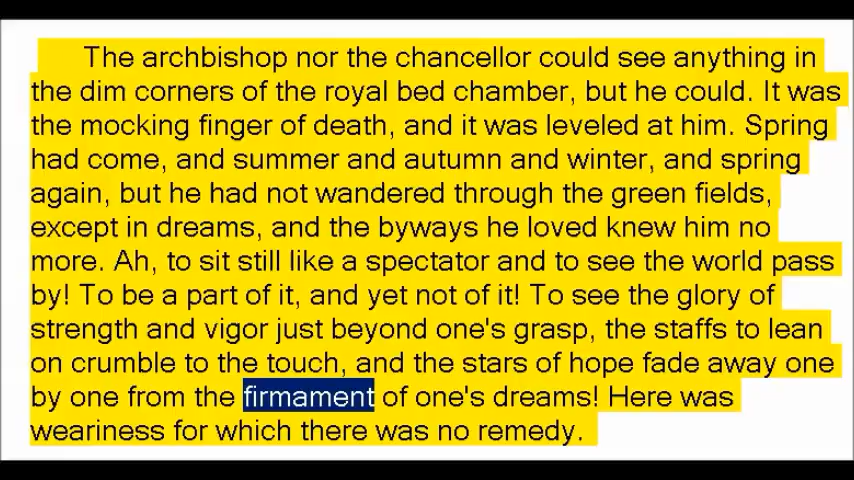 The archbishop nor the chancellor could see anything in
the dim corners of the royal bed chamber, but he could. It was
the mocking finger of death, and it was leveled at him. Spring
had come, and summer and autumn and winter, and spring
again, but he had not wandered through the green fields,
except in dreams, and the byways he loved knew him no
more. Ah, to sit still like a spectator and to see the world pass
by! To be a part of it, and yet not of it! To see the glory of
strength and vigor just beyond one's grasp, the staffs to lean
on crumble to the touch, and the stars of hope fade away one
by one from the firmament of one's dreams! Here was
weariness for which there was no remedy.